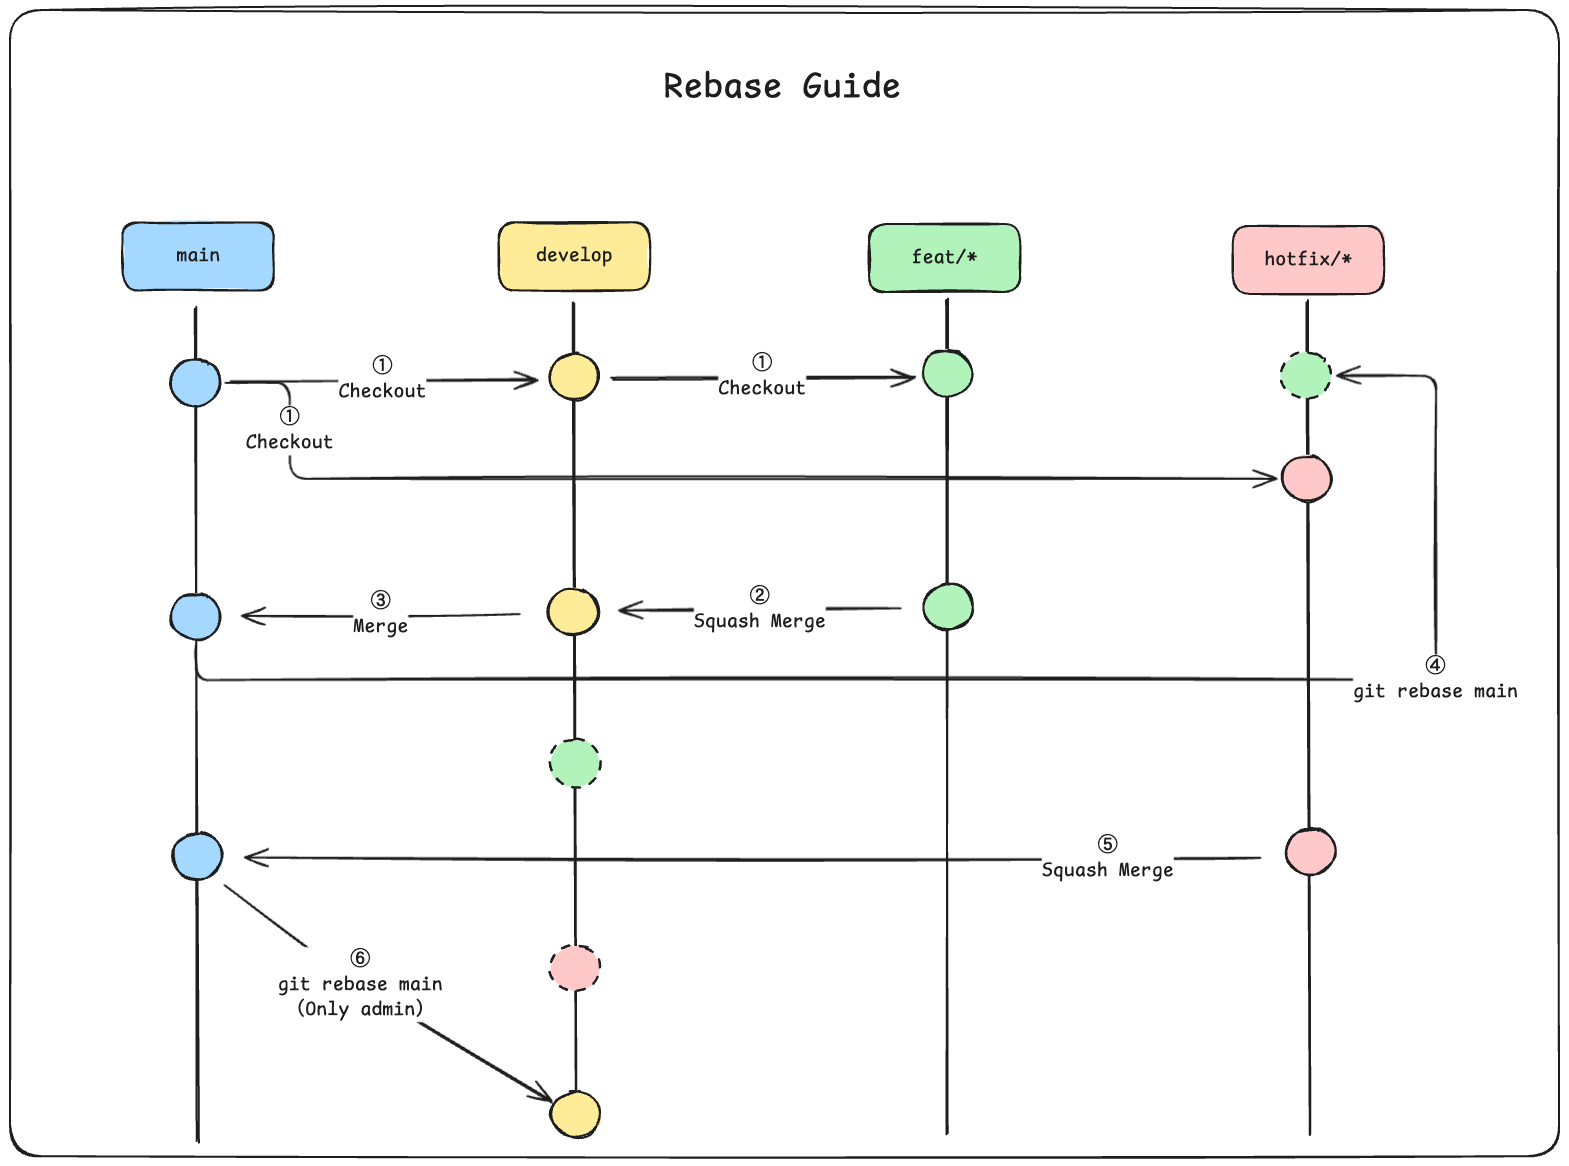 Rebase Guide
main
develop
feat/*
hotfix/*
①
Checkout
①
Checkout
①
Checkout
③
Merge
②
Squash Merge
④
git rebase main
⑤
Squash Merge
⑥
git rebase main
(Only admin)